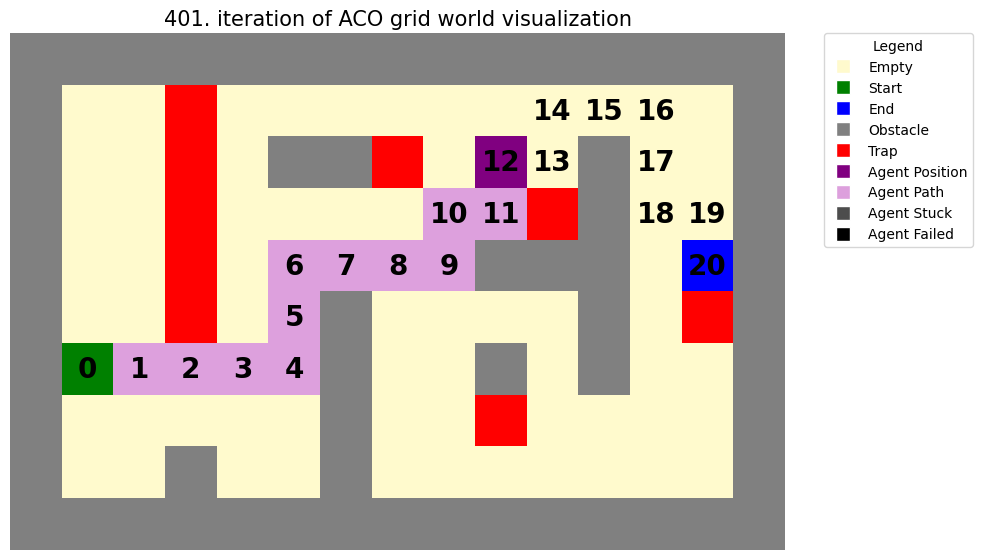 401. iteration of ACO grid world visualization
Legend
Empty
Start
End
Obstacle
Trap
Agent Position
Agent Path
Agent Stuck
Agent Failed
14 15 16
12 13 17
10 11 18 19
6 7 8 9 20
5
0 1 2 3 4